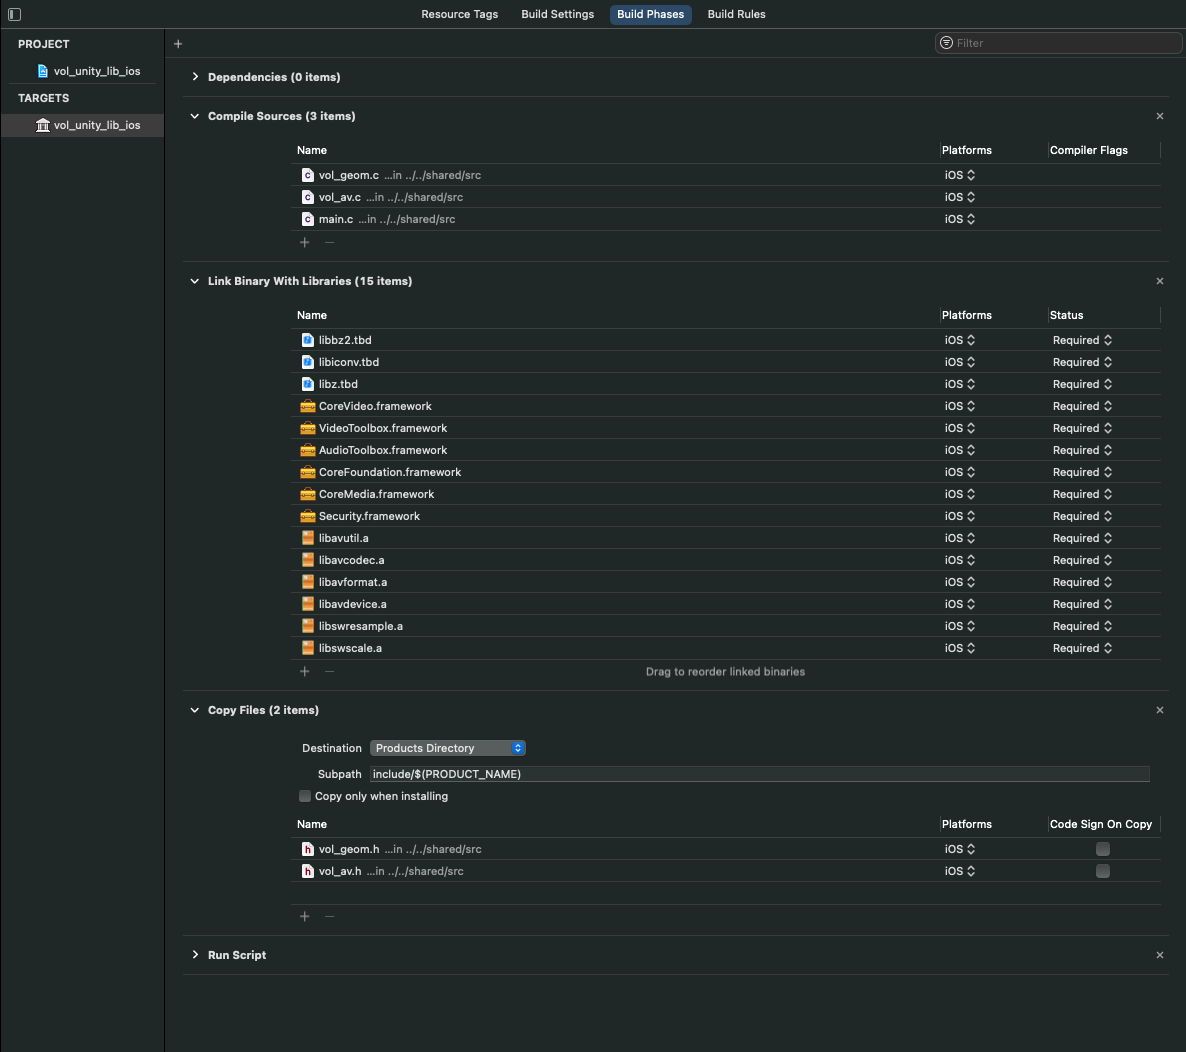 Resource Tags Build Settings Build Phases Build Rules
PROJECT
vol_unity_lib_ios
TARGETS
vol_unity_lib_ios
+ Filter
Dependencies (0 items)
Compile Sources (3 items)
Name Platforms Compiler Flags
vol_geom.c ...in ../../shared/src iOS
vol_av.c ...in ../../shared/src iOS
main.c ...in ../../shared/src iOS
Link Binary With Libraries (15 items)
Name Platforms Status
libbz2.tbd iOS Required
libiconv.tbd iOS Required
libz.tbd iOS Required
CoreVideo.framework iOS Required
VideoToolbox.framework iOS Required
AudioToolbox.framework iOS Required
CoreFoundation.framework iOS Required
CoreMedia.framework iOS Required
Security.framework iOS Required
libavutil.a iOS Required
libavcodec.a iOS Required
libavformat.a iOS Required
libavdevice.a iOS Required
libswresample.a iOS Required
libswscale.a iOS Required
Drag to reorder linked binaries
Copy Files (2 items)
Destination Products Directory
Subpath include/$(PRODUCT_NAME)
Copy only when installing
Name Platforms Code Sign On Copy
vol_geom.h ...in ../../shared/src iOS
vol_av.h ...in ../../shared/src iOS
Run Script